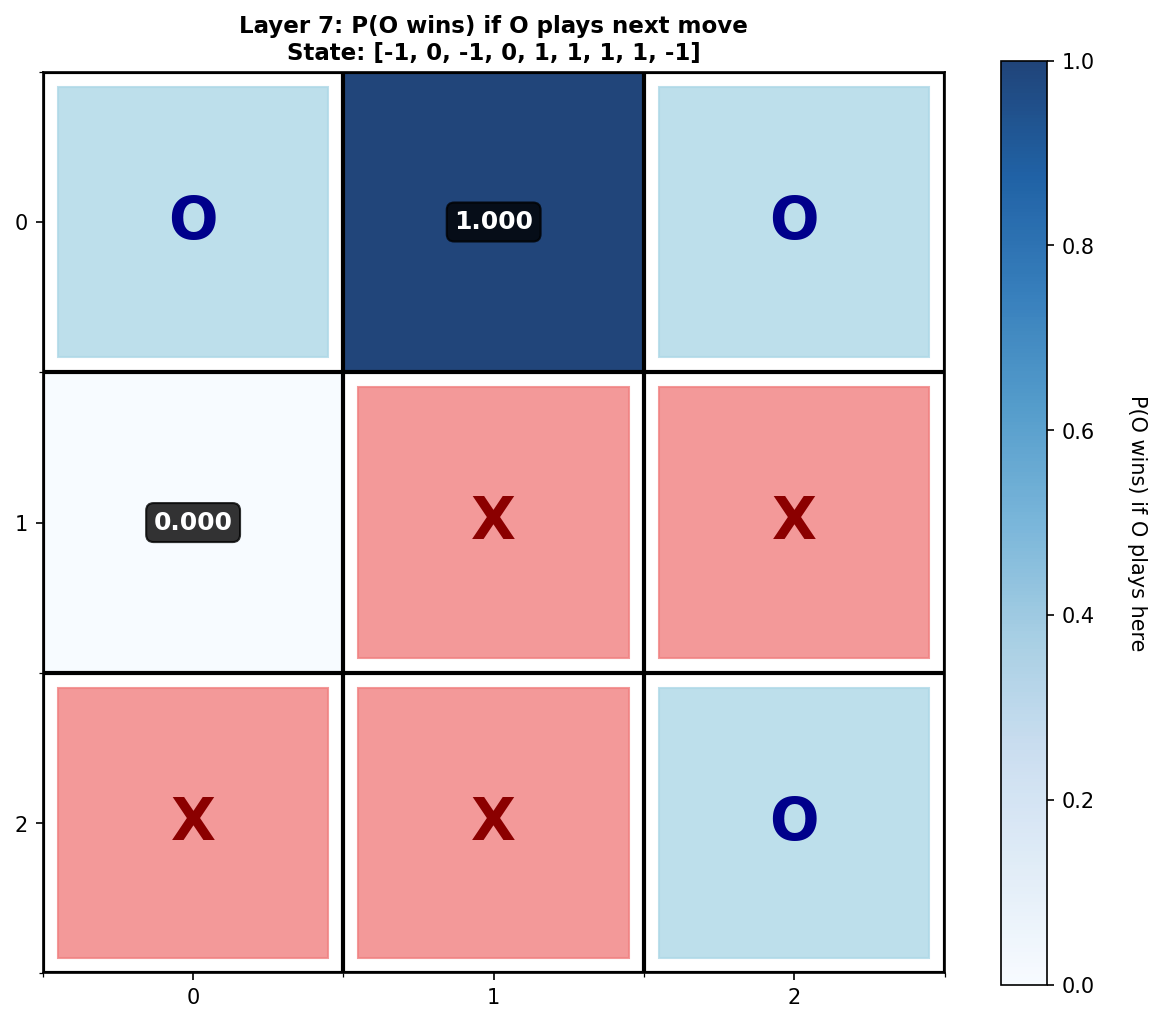 Layer 7: P(O wins) if O plays next move
State: [-1, 0, -1, 0, 1, 1, 1, 1, -1]
O
1.000
O
0.000
X
X
X
X
O
0
1
2
0
1
2
1.0
0.8
0.6
0.4
0.2
0.0
P(O wins) if O plays here